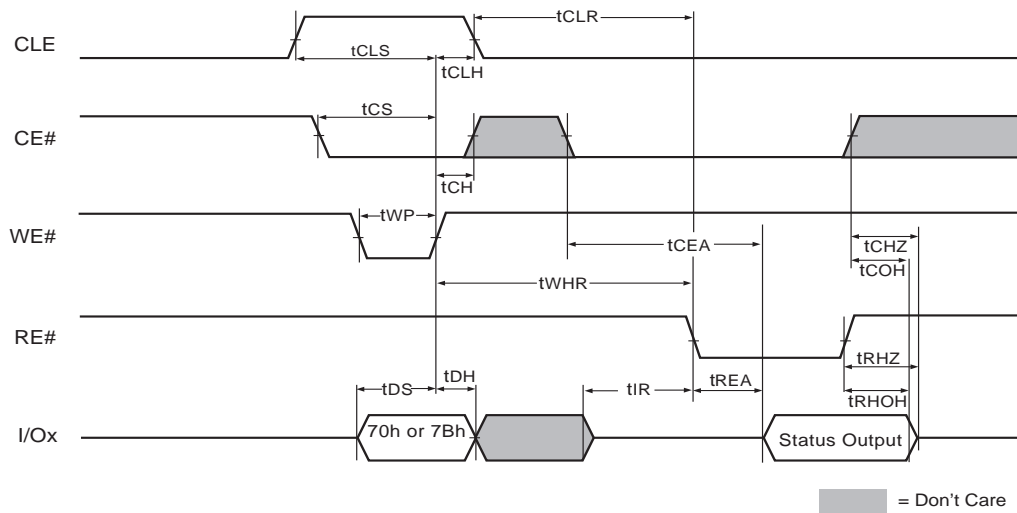 tCLR
CLE
tCLS
tCLH
tCS
CE#
tCH
tWP
WE#
tCEA
tCHZ
tCOH
tWHR
RE#
tDH
tDS
tIR
tREA
tRHZ
tRHOH
I/Ox
70h or 7Bh
Status Output
= Don't Care